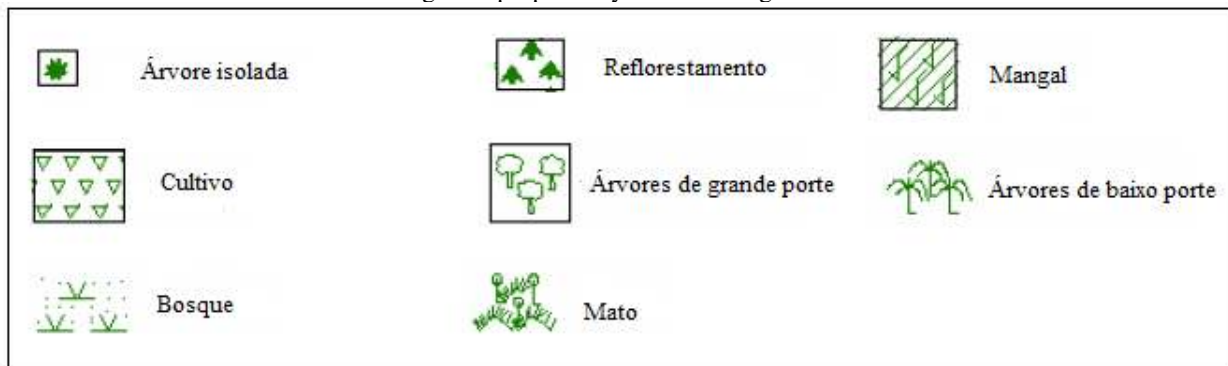 Árvore isolada
Reflorestamento
Mangal
Cultivo
Árvores de grande porte
Árvores de baixo porte
Bosque
Mato